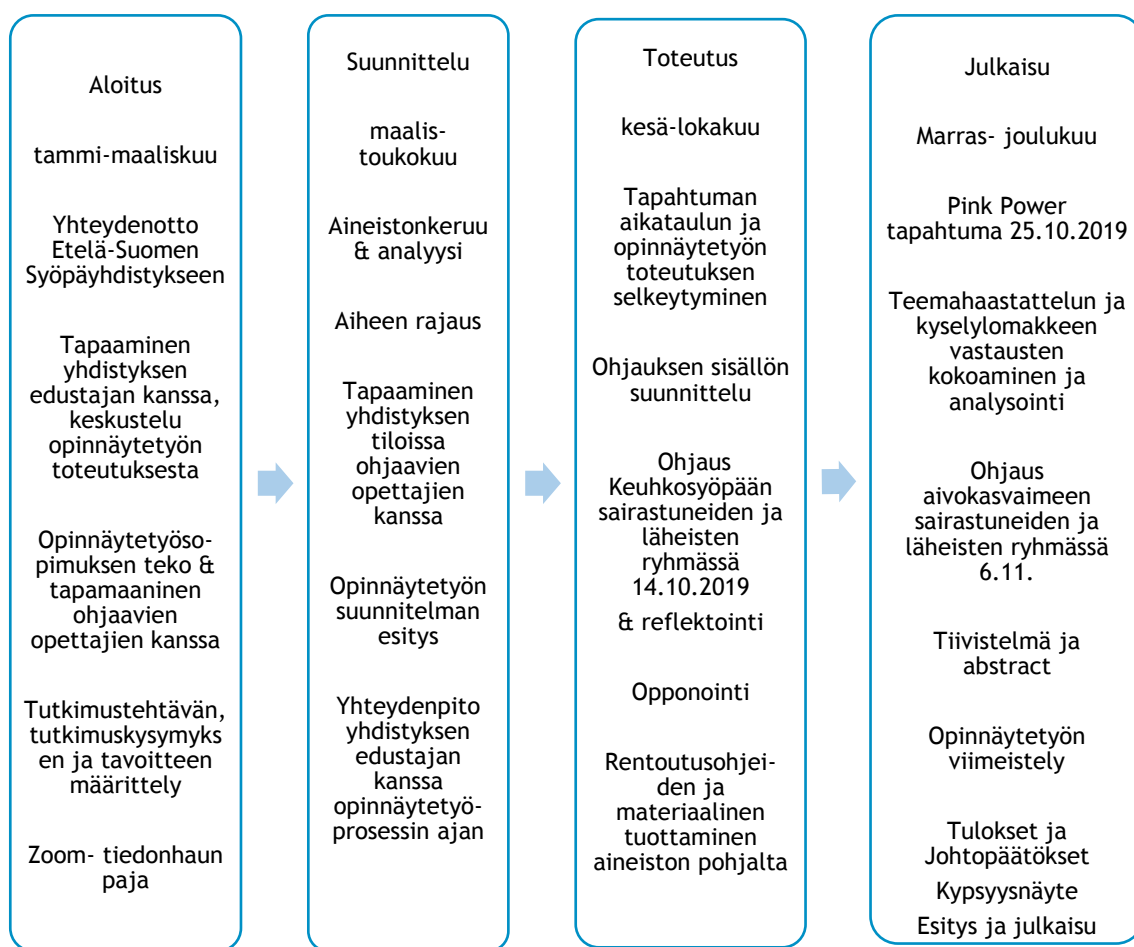 Aloitus
tammi-maaliskuu
Yhteydenotto
Etelä-Suomen
Syöpäyhdistykseen
Tapaaminen
yhdistyksen
edustajan kanssa,
keskustelu
opinnäytetyön
toteutuksesta
Opinnäytetyöso-
pimuksen teko &
tapamaaninen
ohjaavien
opettajien kanssa
Tutkimustehtävän,
tutkimuskysymyks
en ja tavoitteen
määrittely
Zoom- tiedonhaun
paja
Suunnittelu
maalis-
toukokuu
Aineistonkeruu
& analyysi
Aiheen rajaus
Tapaaminen
yhdistyksen
tiloissa
ohjaavien
opettajien
kanssa
Opinnäytetyön
suunnitelman
esitys
Yhteydenpito
yhdistyksen
edustajan
kanssa
opinnäytetyö-
prosessin ajan
Toteutus
kesä-lokakuu
Tapahtuman
aikataulun ja
opinnäytetyön
toteutuksen
selkeytyminen
Ohjauksen sisällön
suunnittelu
Ohjaus
Keuhkosyöpään
sairastuneiden ja
läheisten
ryhmässä
14.10.2019
& reflektointi
Opponointi
Rentoutusohjei-
den ja
materiaalinen
tuottaminen
aineiston pohjalta
Julkaisu
Marras- joulukuu
Pink Power
tapahtuma 25.10.2019
Teemahaastattelun ja
kyselylomakkeen
vastausten
kokoaminen ja
analysointi
Ohjaus
aivokasvaimeen
sairastuneiden ja
läheisten ryhmässä
6.11.
Tiivistelmä ja
abstract
Opinnäytetyön
viimeistely
Tulokset ja
Johtopäätökset
Kypsyysnäyte
Esitys ja julkaisu